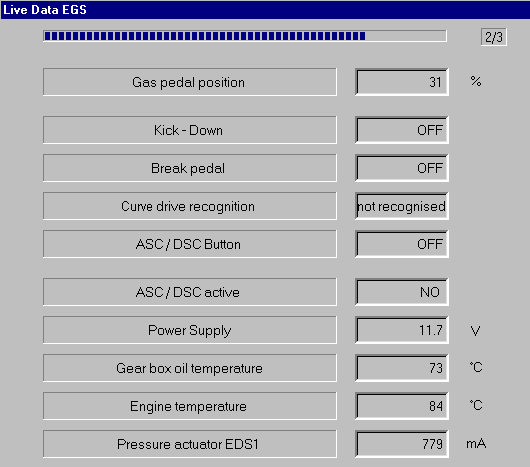 Live Data EGS
2/3
Gas pedal position 31 %
Kick - Down OFF
Break pedal OFF
Curve drive recognition not recognised
ASC / DSC Button OFF
ASC / DSC active NO
Power Supply 11.7 V
Gear box oil temperature 73 °C
Engine temperature 84 °C
Pressure actuator EDS1 779 mA